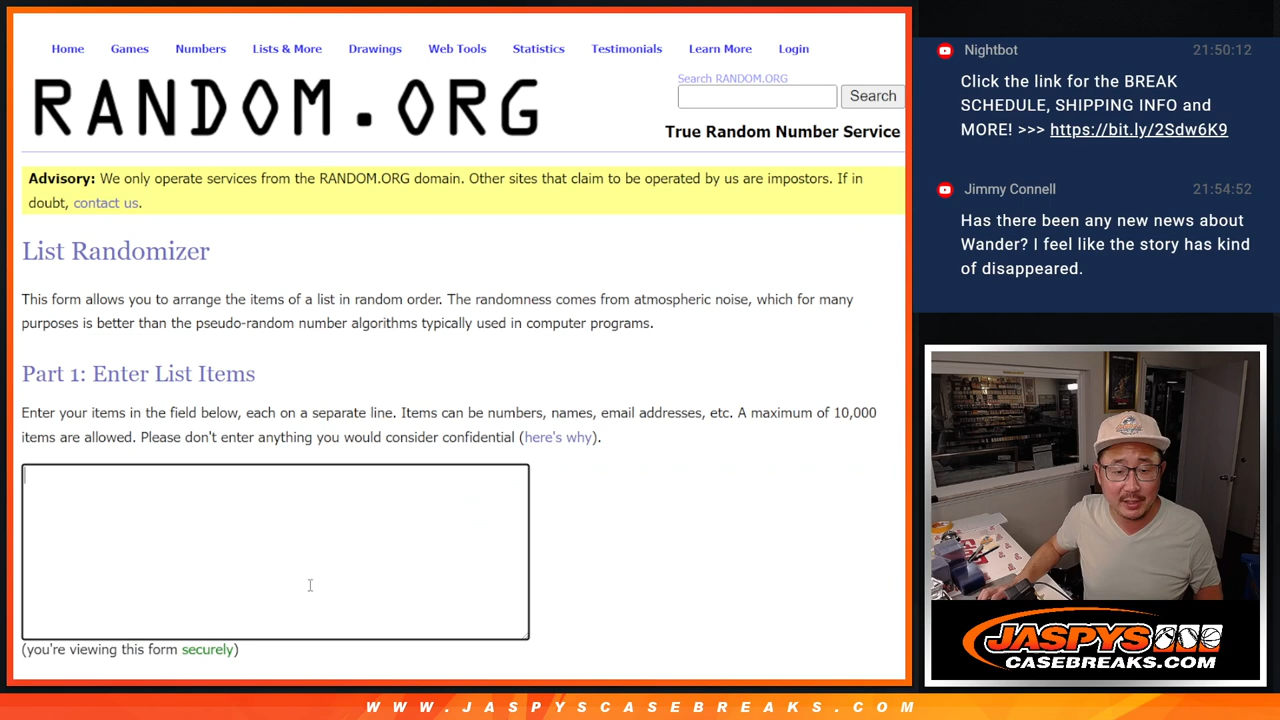 Home Games Numbers Lists & More Drawings Web Tools Statistics Testimonials Learn More Login
RANDOM.ORG
Search RANDOM.ORG
Search
True Random Number Service
Advisory: We only operate services from the RANDOM.ORG domain. Other sites that claim to be operated by us are impostors. If in
doubt, contact us.
List Randomizer
This form allows you to arrange the items of a list in random order. The randomness comes from atmospheric noise, which for many
purposes is better than the pseudo-random number algorithms typically used in computer programs.
Part 1: Enter List Items
Enter your items in the field below, each on a separate line. Items can be numbers, names, email addresses, etc. A maximum of 10,000
items are allowed. Please don't enter anything you would consider confidential (here's why).
(you're viewing this form securely)
Nightbot 21:50:12
Click the link for the BREAK
SCHEDULE, SHIPPING INFO and
MORE! >>> https://bit.ly/2Sdw6K9
Jimmy Connell 21:54:52
Has there been any new news about
Wander? I feel like the story has kind
of disappeared.
JASPYS
CASEBREAKS.COM
WWW.JASPYSCASEBREAKS.COM